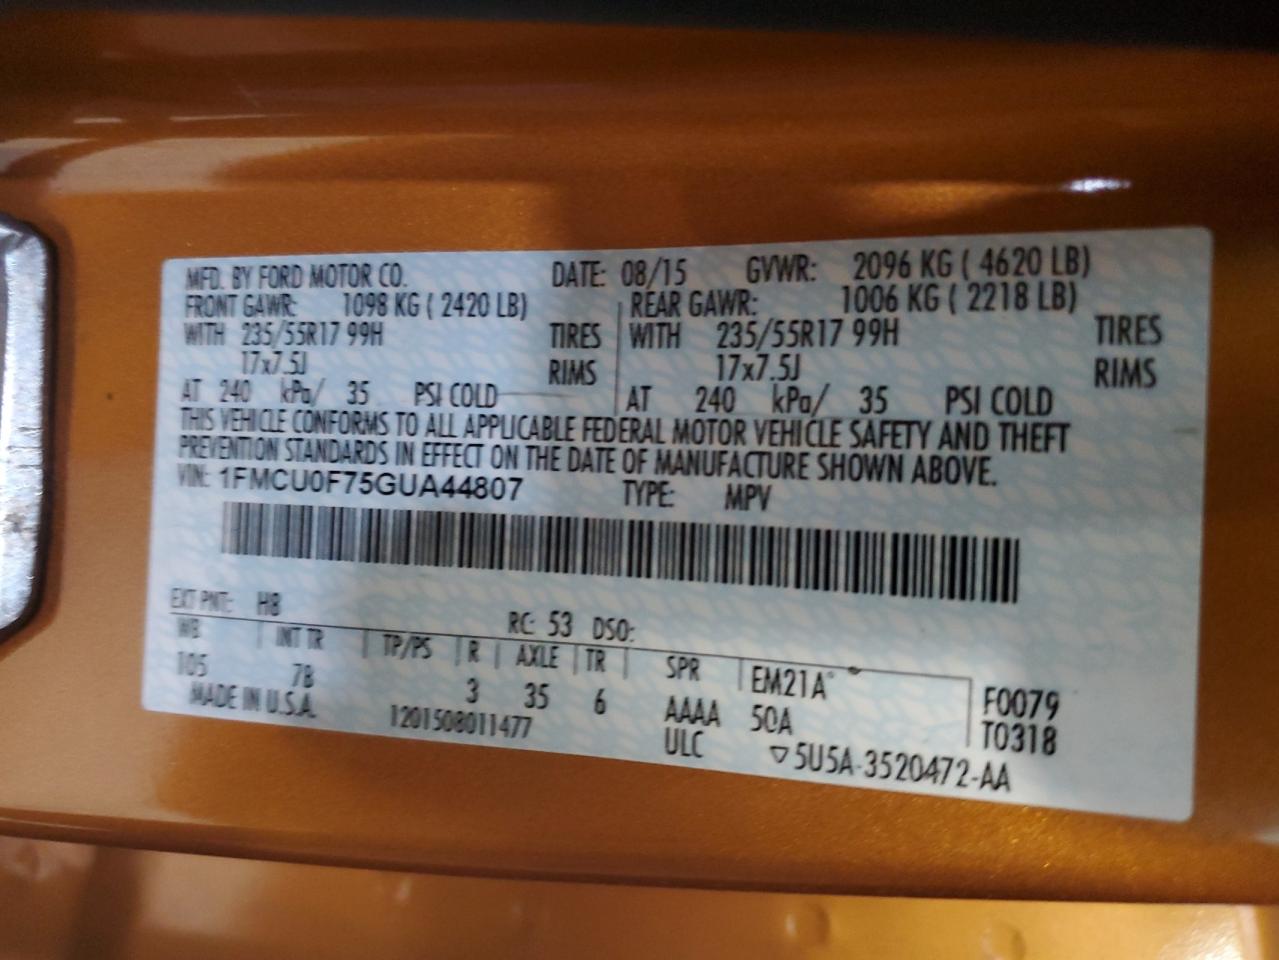 MFD. BY FORD MOTOR CO. DATE: 08/15 GVWR: 2096 KG ( 4620 LB)
FRONT GAWR: 1098 KG ( 2420 LB) REAR GAWR: 1006 KG ( 2218 LB)
WITH 235/55R17 99H TIRES WITH 235/55R17 99H TIRES
17x7.5J RIMS 17x7.5J RIMS
AT 240 kPa/ 35 PSI COLD AT 240 kPa/ 35 PSI COLD
THIS VEHICLE CONFORMS TO ALL APPLICABLE FEDERAL MOTOR VEHICLE SAFETY AND THEFT
PREVENTION STANDARDS IN EFFECT ON THE DATE OF MANUFACTURE SHOWN ABOVE.
VIN: 1FMCU0F75GUA44807 TYPE: MPV
EXT PNT: H8 RC: 53 DSO:
WB INT TR TP/PS R AXLE TR SPR EM21A
105 7B 3 35 6 AAAA 50A F0079
MADE IN U.S.A. 1201508011477 ULC T0318
▽5U5A-3520472-AA